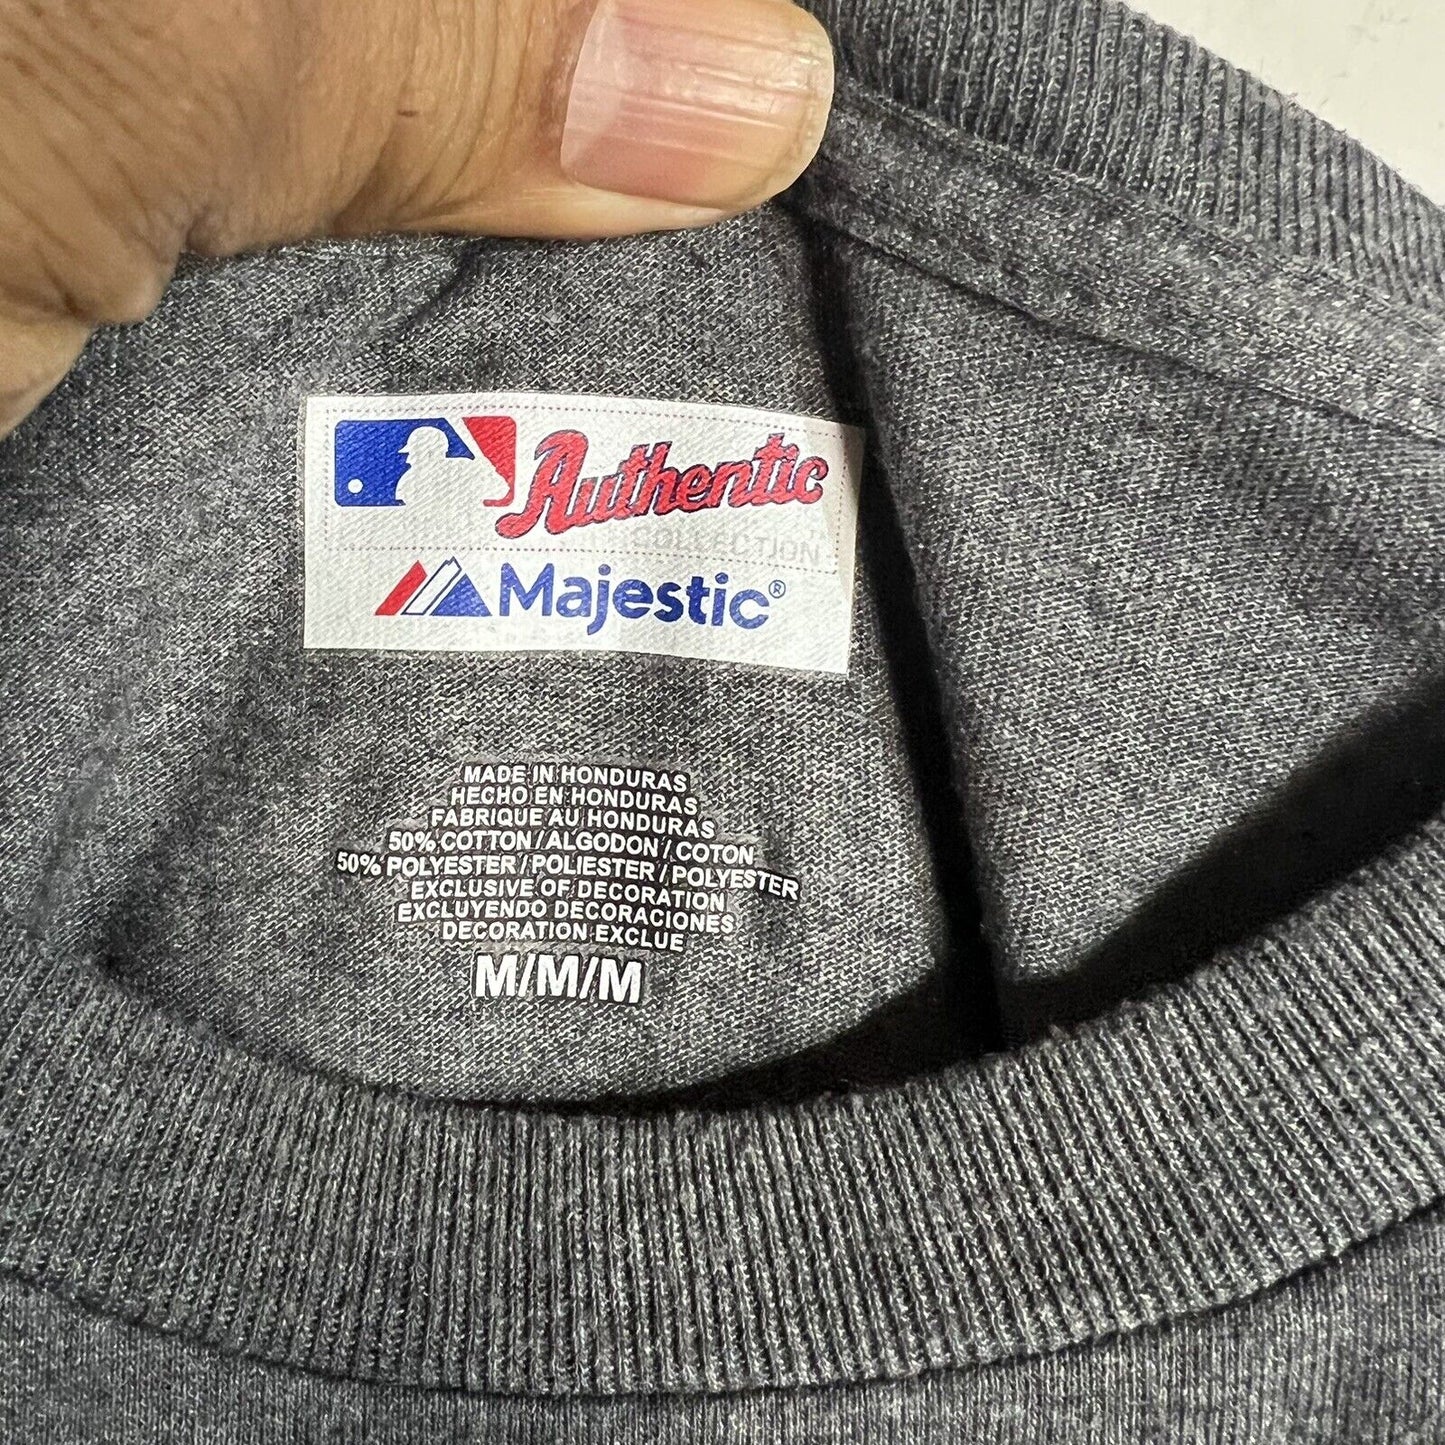 Authentic
COLLECTION
Majestic®
MADE IN HONDURAS
HECHO EN HONDURAS
FABRIQUE AU HONDURAS
50% COTTON / ALGODON / COTON
50% POLYESTER / POLIESTER / POLYESTER
EXCLUSIVE OF DECORATION
EXCLUYENDO DECORACIONES
DECORATION EXCLUE
M/M/M